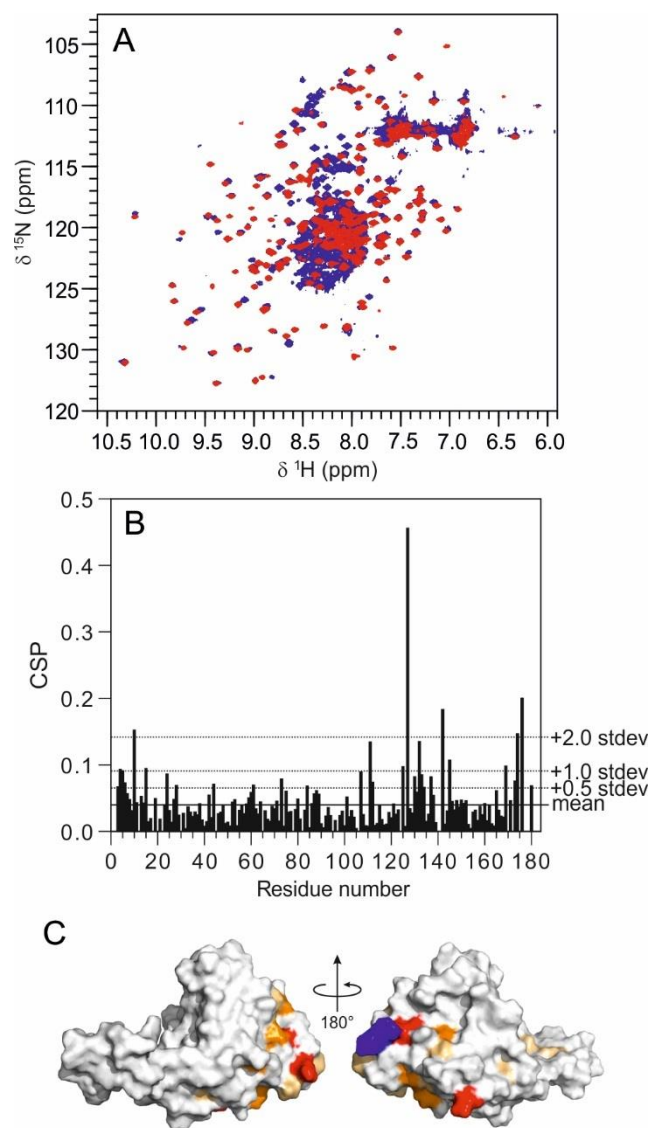 A
105
110
115
120
125
130
120
δ ¹⁵N (ppm)
10.5 10.0 9.5 9.0 8.5 8.0 7.5 7.0 6.5 6.0
δ ¹H (ppm)
B
0.5
0.4
0.3
0.2
0.1
0.0
CSP
+2.0 stdev
+1.0 stdev
+0.5 stdev
mean
0 20 40 60 80 100 120 140 160 180
Residue number
C
180°